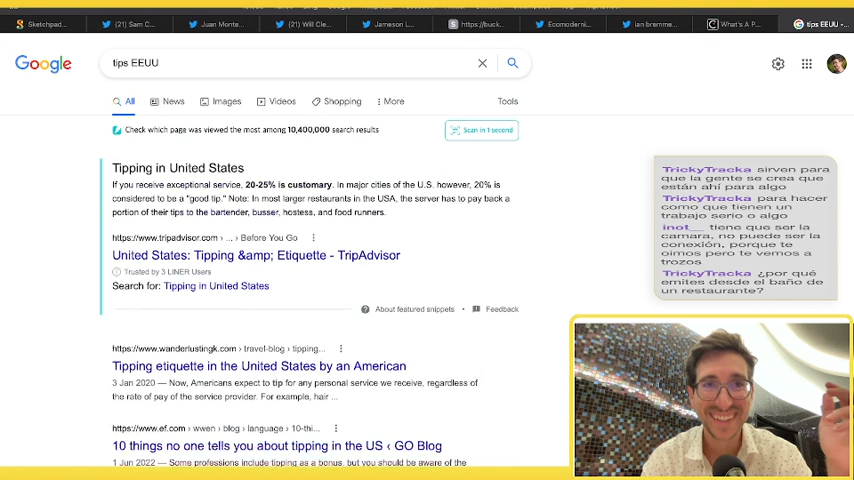 Sketchpad...
(21) Sam C...
Juan Monte...
(21) Will Cle...
Jameson L...
https://buck...
Ecomoderni...
ian bremme...
What's A P...
tips EEUU -...
Google
tips EEUU
All
News
Images
Videos
Shopping
More
Tools
Check which page was viewed the most among 10,400,000 search results
Scan in 1 second
Tipping in United States
If you receive exceptional service, 20-25% is customary. In major cities of the U.S. however, 20% is
considered to be a "good tip." Note: In most larger restaurants in the USA, the server has to pay back a
portion of their tips to the bartender, busser, hostess, and food runners.
https://www.tripadvisor.com › ... › Before You Go
United States: Tipping &amp; Etiquette - TripAdvisor
Trusted by 3 LINER Users
Search for: Tipping in United States
About featured snippets
Feedback
https://www.wanderlustingk.com › travel-blog › tipping...
Tipping etiquette in the United States by an American
3 Jan 2020 — Now, Americans expect to tip for any personal service we receive, regardless of
the rate of pay of the service provider. For example, hair ...
https://www.ef.com › wwen › blog › language › 10-thi...
10 things no one tells you about tipping in the US ‹ GO Blog
1 Jun 2022 — Some professions include tipping as a bonus, but you should be aware of the
TrickyTracka sirven para
que la gente se crea que
están ahí para algo
TrickyTracka para hacer
como que tienen un
trabajo serio o algo
inot__ tiene que ser la
camara, no puede ser la
conexión, porque te
oimos pero te vemos a
trozos
TrickyTracka ¿por qué
emites desde el baño de
un restaurante?